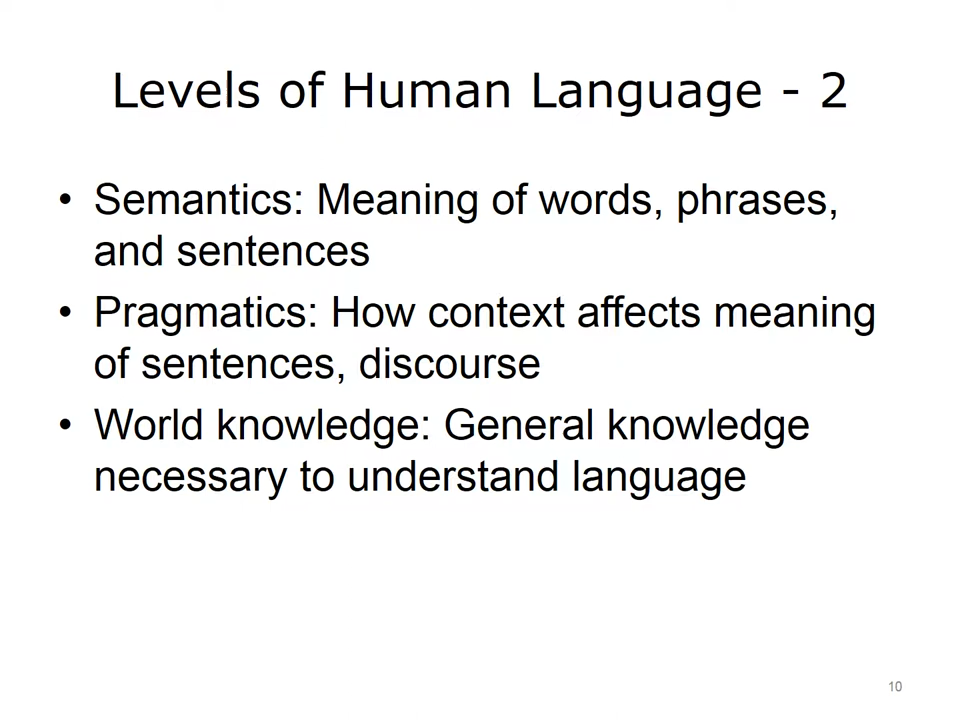 Levels of Human Language - 2
• Semantics: Meaning of words, phrases,
and sentences
• Pragmatics: How context affects meaning
of sentences, discourse
• World knowledge: General knowledge
necessary to understand language
10